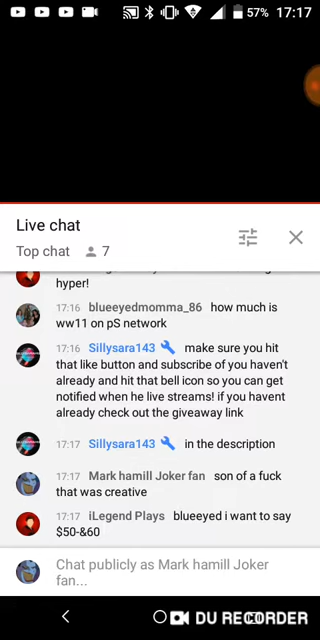 57% 17:17
Live chat
Top chat 7
hyper!
17:16 blueeyedmomma_86 how much is
ww11 on pS network
17:16 Sillysara143 make sure you hit
that like button and subscribe of you haven't
already and hit that bell icon so you can get
notified when he live streams! if you havent
already check out the giveaway link
17:17 Sillysara143 in the description
17:17 Mark hamill Joker fan son of a fuck
that was creative
17:17 iLegend Plays blueeyed i want to say
$50-&60
Chat publicly as Mark hamill Joker
fan...
DU RECORDER